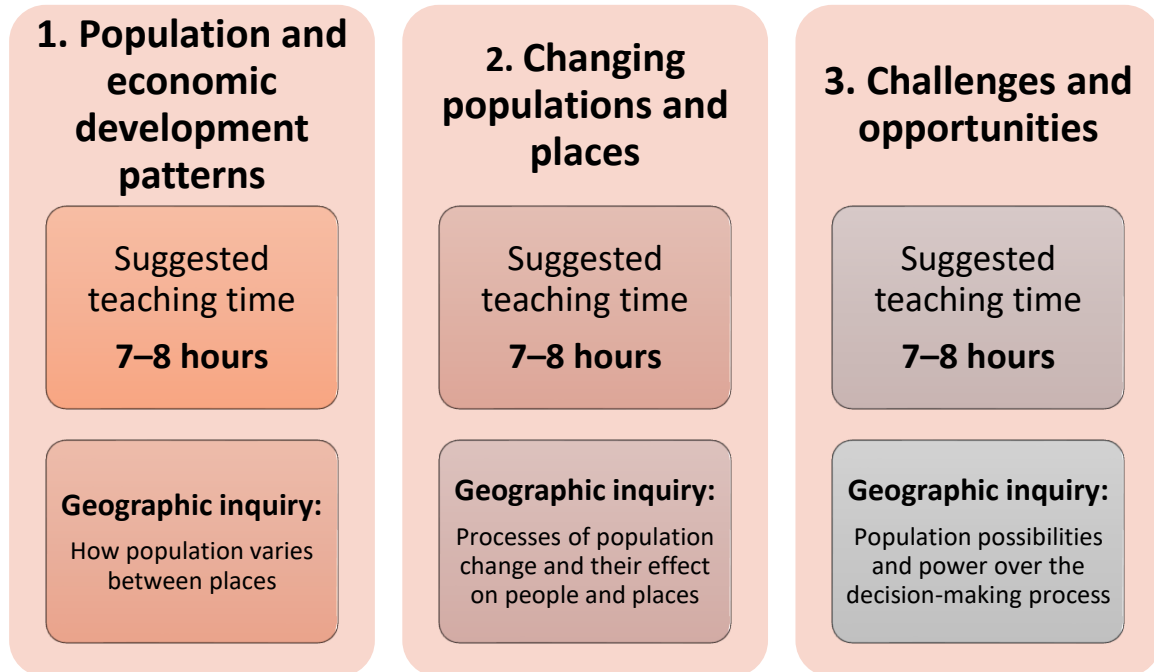 1. Population and
economic
development
patterns
Suggested
teaching time
7–8 hours
Geographic inquiry:
How population varies
between places
2. Changing
populations and
places
Suggested
teaching time
7–8 hours
Geographic inquiry:
Processes of population
change and their effect
on people and places
3. Challenges and
opportunities
Suggested
teaching time
7–8 hours
Geographic inquiry:
Population possibilities
and power over the
decision-making process